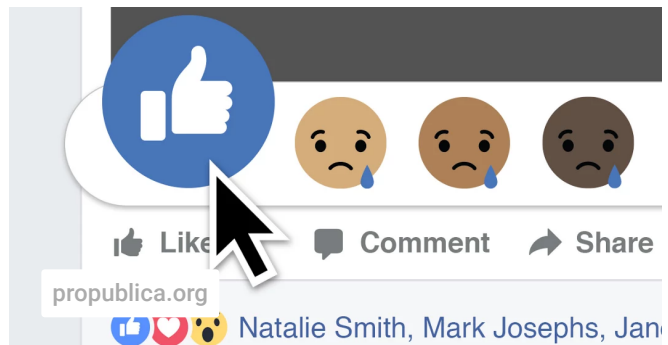 Like Comment Share
propublica.org
Natalie Smith, Mark Josephs,